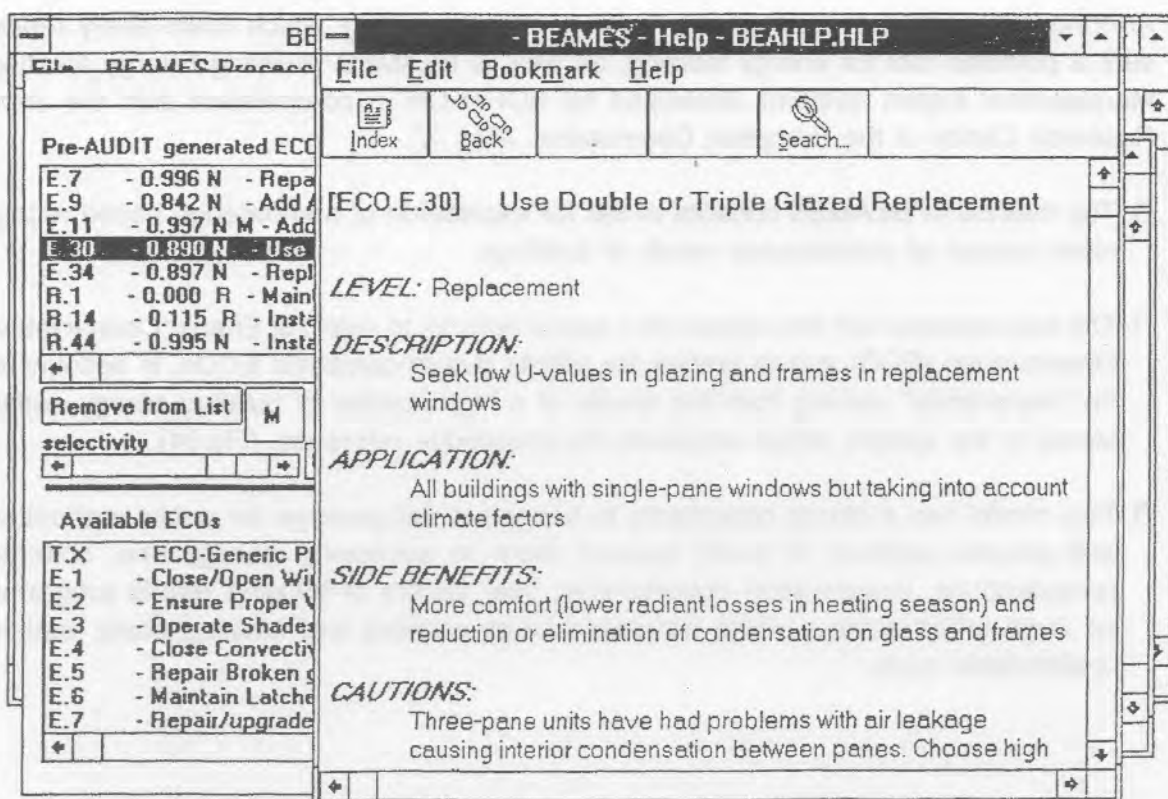 BE
File BEAMES
Pre-AUDIT generated ECO
E.7 - 0.996 N - Repa
E.9 - 0.842 N - Add A
E.11 - 0.997 N M - Add
E.30 - 0.890 N - Use
E.34 - 0.897 N - Repl
R.1 - 0.000 R - Main
R.14 - 0.115 R - Insta
R.44 - 0.995 N - Insta
Remove from List M
selectivity
Available ECOs
T.X - ECO-Generic Pl
E.1 - Close/Open Wi
E.2 - Ensure Proper V
E.3 - Operate Shades
E.4 - Close Convectiv
E.5 - Repair Broken g
E.6 - Maintain Latche
E.7 - Repair/upgrade
- BEAMES - Help - BEAHLP.HLP
File Edit Bookmark Help
Index Back Search...
[ECO.E.30] Use Double or Triple Glazed Replacement
LEVEL: Replacement
DESCRIPTION:
Seek low U-values in glazing and frames in replacement
windows
APPLICATION:
All buildings with single-pane windows but taking into account
climate factors
SIDE BENEFITS:
More comfort (lower radiant losses in heating season) and
reduction or elimination of condensation on glass and frames
CAUTIONS:
Three-pane units have had problems with air leakage
causing interior condensation between panes. Choose high